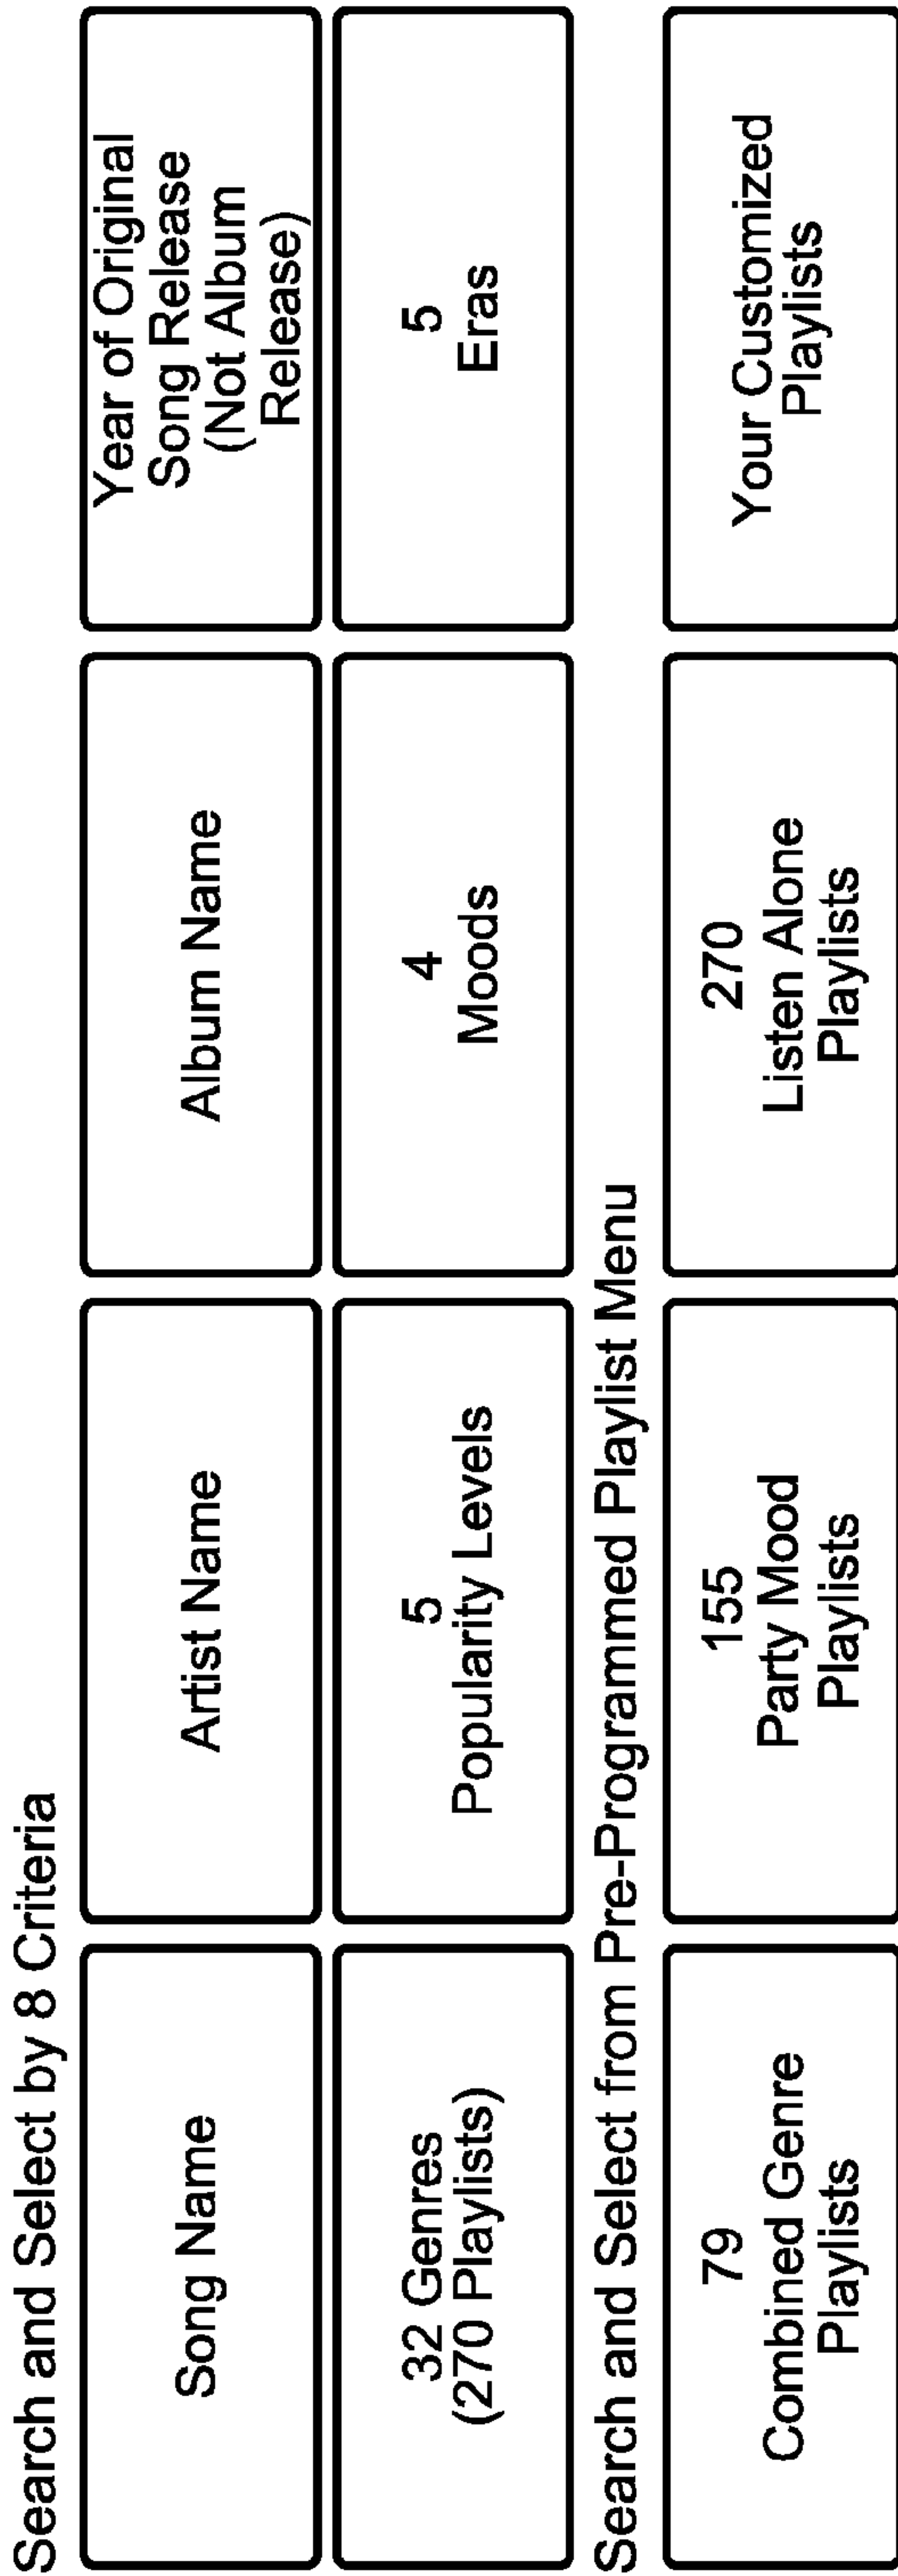 Search and Select by 8 Criteria
Song Name
Artist Name
Album Name
Year of Original
Song Release
(Not Album
Release)
32 Genres
(270 Playlists)
5
Popularity Levels
4
Moods
5
Eras
Search and Select from Pre-Programmed Playlist Menu
79
Combined Genre
Playlists
155
Party Mood
Playlists
270
Listen Alone
Playlists
Your Customized
Playlists